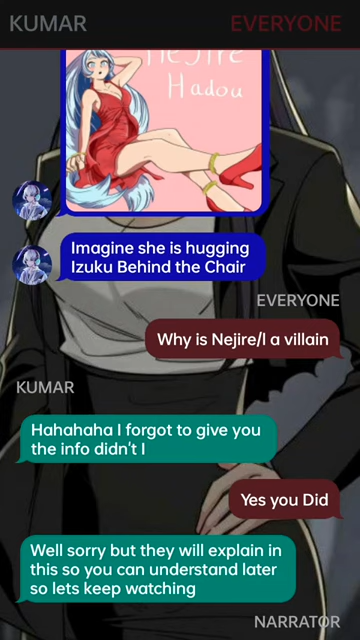 KUMAR
EVERYONE
Nejire
Hadou
Imagine she is hugging
Izuku Behind the Chair
EVERYONE
Why is Nejire/I a villain
KUMAR
Hahahaha I forgot to give you
the info didn't I
Yes you Did
Well sorry but they will explain in
this so you can understand later
so lets keep watching
NARRATOR